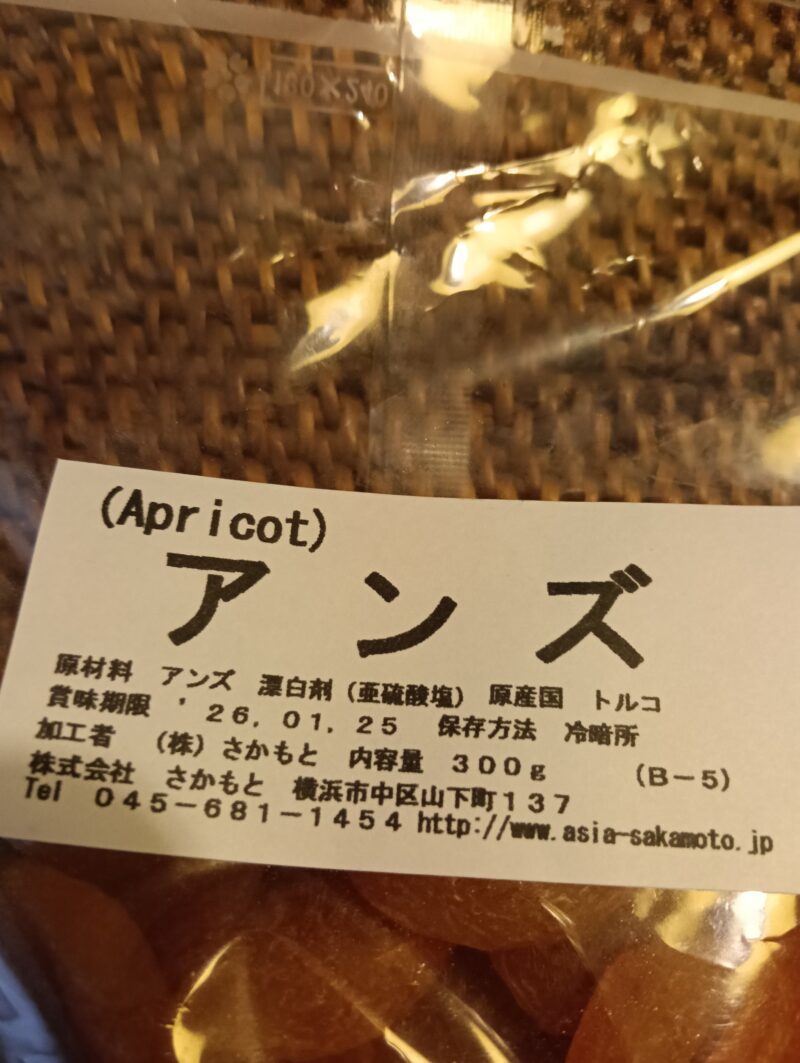 160×240
(Apricot)
アンズ
原材料 アンズ 漂白剤（亜硫酸塩） 原産国 トルコ
賞味期限 '２６．０１．２５ 保存方法 冷暗所
加工者 （株）さかもと 内容量 ３００ｇ （Ｂ－５）
株式会社 さかもと 横浜市中区山下町１３７
Tel ０４５－６８１－１４５４ http://www.asia-sakamoto.jp